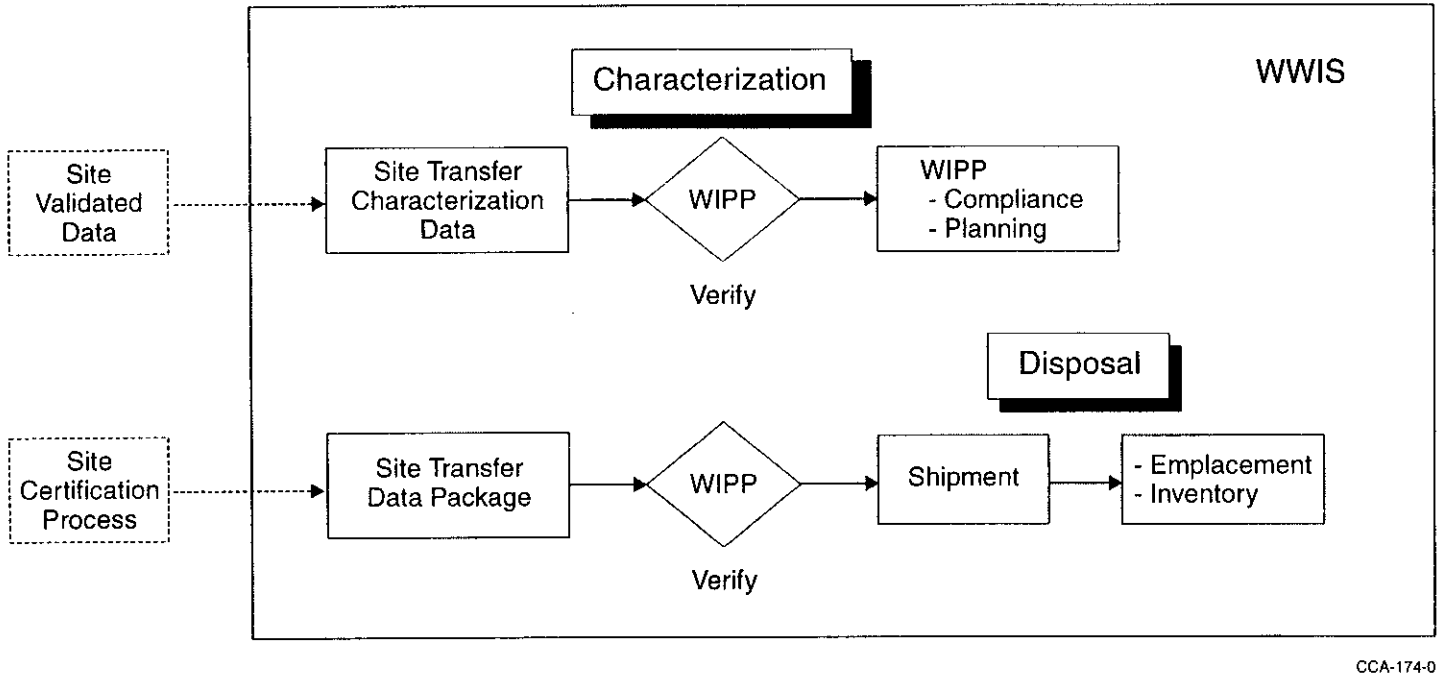 WWIS
Characterization
Site
Validated
Data
Site Transfer
Characterization
Data
WIPP
Verify
WIPP
- Compliance
- Planning
Disposal
Site
Certification
Process
Site Transfer
Data Package
WIPP
Verify
Shipment
- Emplacement
- Inventory
CCA-174-0